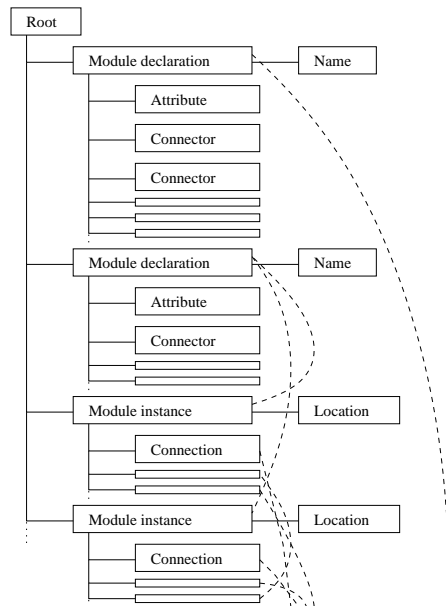 Root
Module declaration Name
Attribute
Connector
Connector
Module declaration Name
Attribute
Connector
Module instance Location
Connection
Module instance Location
Connection